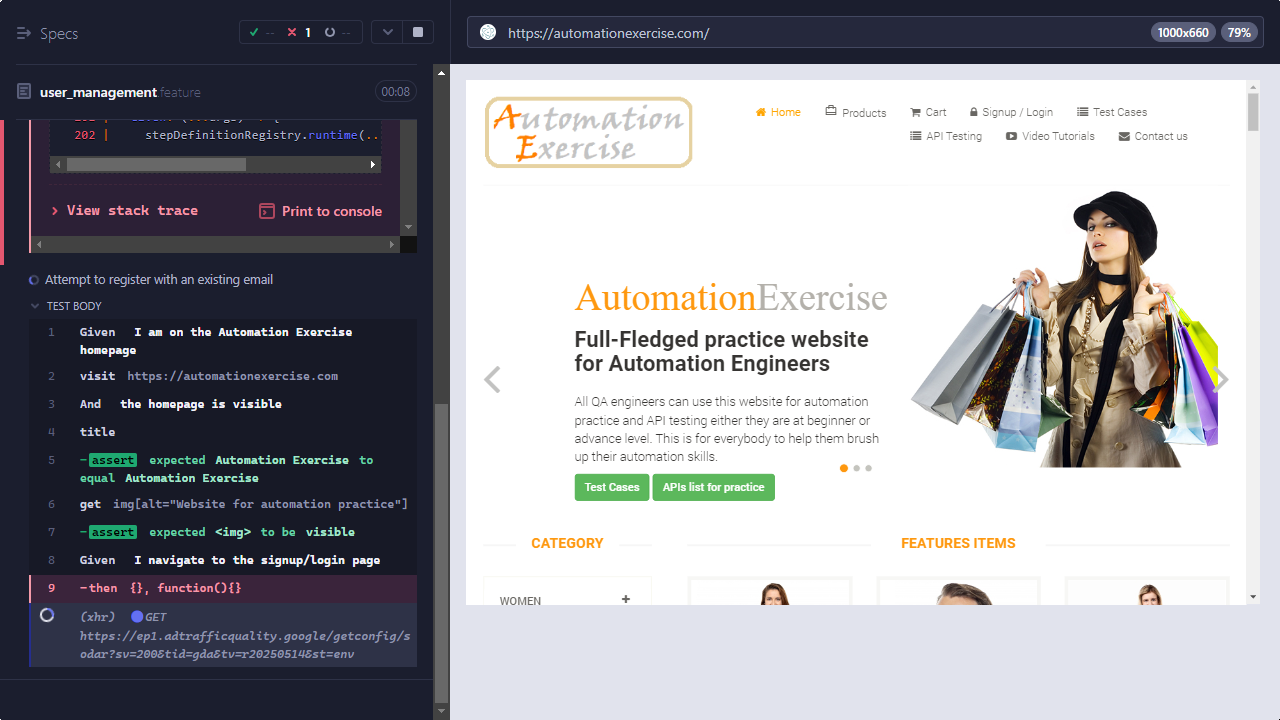 Specs
-- 1 --
user_management feature
00:08
202 | stepDefinitionRegistry.runtime(..
View stack trace
Print to console
Attempt to register with an existing email
TEST BODY
1 Given I am on the Automation Exercise
homepage
2 visit https://automationexercise.com
3 And the homepage is visible
4 title
5 -assert expected Automation Exercise to
equal Automation Exercise
6 get img[alt="Website for automation practice"]
7 -assert expected <img> to be visible
8 Given I navigate to the signup/login page
9 -then {}, function(){}
(xhr) GET
https://ep1.adtrafficquality.google/getconfig/s
odar?sv=200&tid=gda&tv=r20250514&st=env
https://automationexercise.com/
1000x660
79%
Automation
Exercise
Home
Products
Cart
Signup / Login
Test Cases
API Testing
Video Tutorials
Contact us
AutomationExercise
Full-Fledged practice website
for Automation Engineers
All QA engineers can use this website for automation
practice and API testing either they are at beginner or
advance level. This is for everybody to help them brush
up their automation skills.
Test Cases
APIs list for practice
CATEGORY
FEATURES ITEMS
WOMEN +